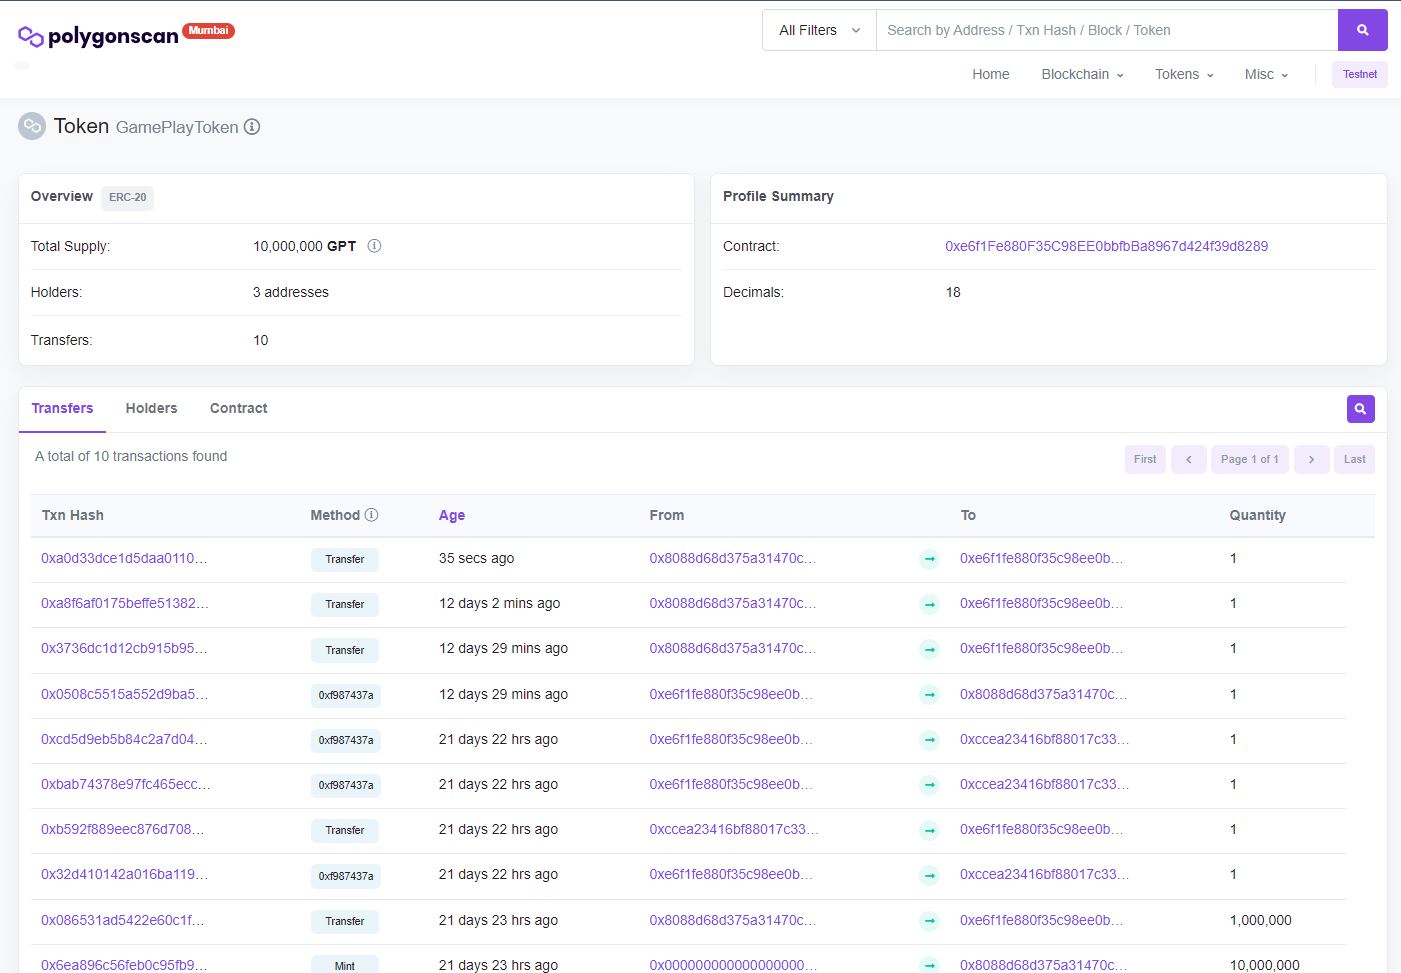 polygonscan Mumbai
All Filters Search by Address / Txn Hash / Block / Token
Home Blockchain Tokens Misc Testnet
Token GamePlayToken
Overview ERC-20
Total Supply: 10,000,000 GPT
Holders: 3 addresses
Transfers: 10
Profile Summary
Contract: 0xe6f1Fe880F35C98EE0bbfbBa8967d424f39d8289
Decimals: 18
Transfers Holders Contract
A total of 10 transactions found
First Page 1 of 1 Last
Txn Hash Method Age From To Quantity
0xa0d33dce1d5daa0110... Transfer 35 secs ago 0x8088d68d375a31470c... 0xe6f1fe880f35c98ee0b... 1
0xa8f6af0175beffe51382... Transfer 12 days 2 mins ago 0x8088d68d375a31470c... 0xe6f1fe880f35c98ee0b... 1
0x3736dc1d12cb915b95... Transfer 12 days 29 mins ago 0x8088d68d375a31470c... 0xe6f1fe880f35c98ee0b... 1
0x0508c5515a552d9ba5... 0xf987437a 12 days 29 mins ago 0xe6f1fe880f35c98ee0b... 0x8088d68d375a31470c... 1
0xcd5d9eb5b84c2a7d04... 0xf987437a 21 days 22 hrs ago 0xe6f1fe880f35c98ee0b... 0xccea23416bf88017c33... 1
0xbab74378e97fc465ecc... 0xf987437a 21 days 22 hrs ago 0xe6f1fe880f35c98ee0b... 0xccea23416bf88017c33... 1
0xb592f889eec876d708... Transfer 21 days 22 hrs ago 0xccea23416bf88017c33... 0xe6f1fe880f35c98ee0b... 1
0x32d410142a016ba119... 0xf987437a 21 days 22 hrs ago 0xe6f1fe880f35c98ee0b... 0xccea23416bf88017c33... 1
0x086531ad5422e60c1f... Transfer 21 days 23 hrs ago 0x8088d68d375a31470c... 0xe6f1fe880f35c98ee0b... 1,000,000
0x6ea896c56feb0c95fb9... Mint 21 days 23 hrs ago 0x000000000000000000... 0x8088d68d375a31470c... 10,000,000